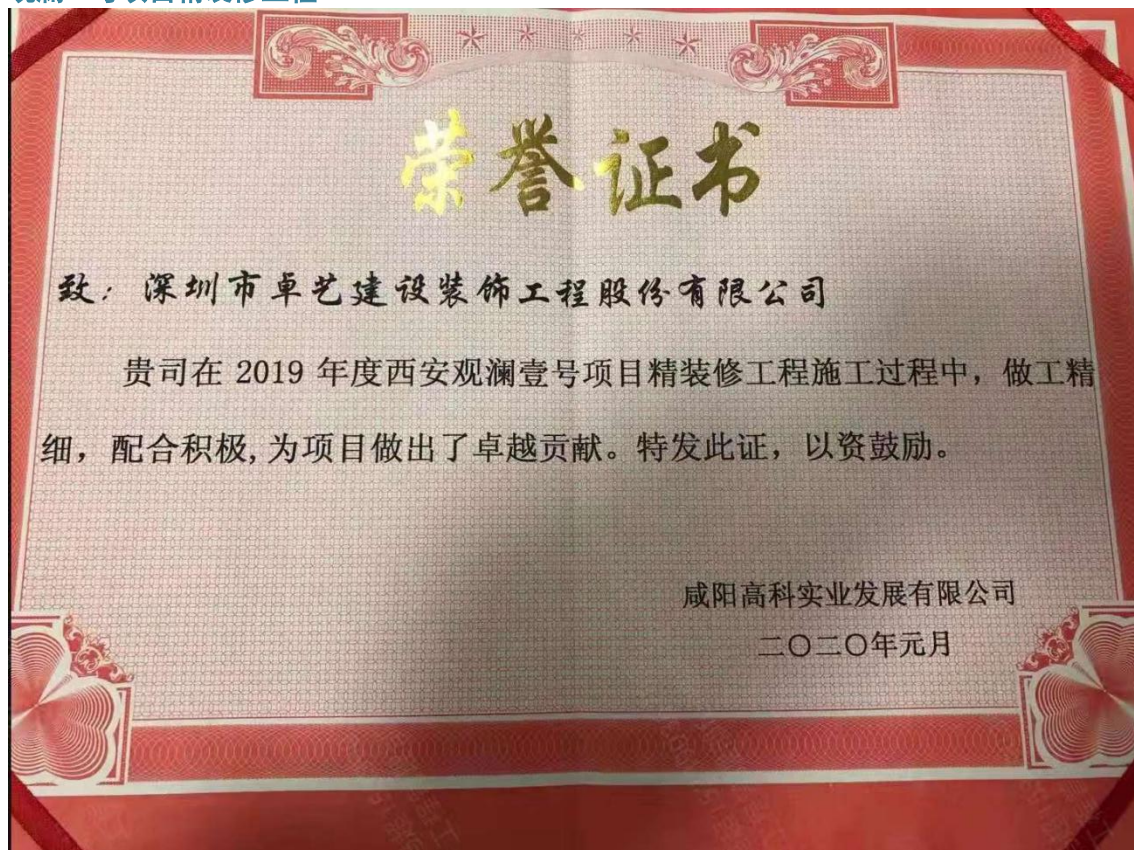 荣誉证书
致：深圳市卓艺建设装饰工程股份有限公司
贵司在 2019 年度西安观澜壹号项目精装修工程施工过程中，做工精
细，配合积极,为项目做出了卓越贡献。特发此证，以资鼓励。
咸阳高科实业发展有限公司
二〇二〇年元月